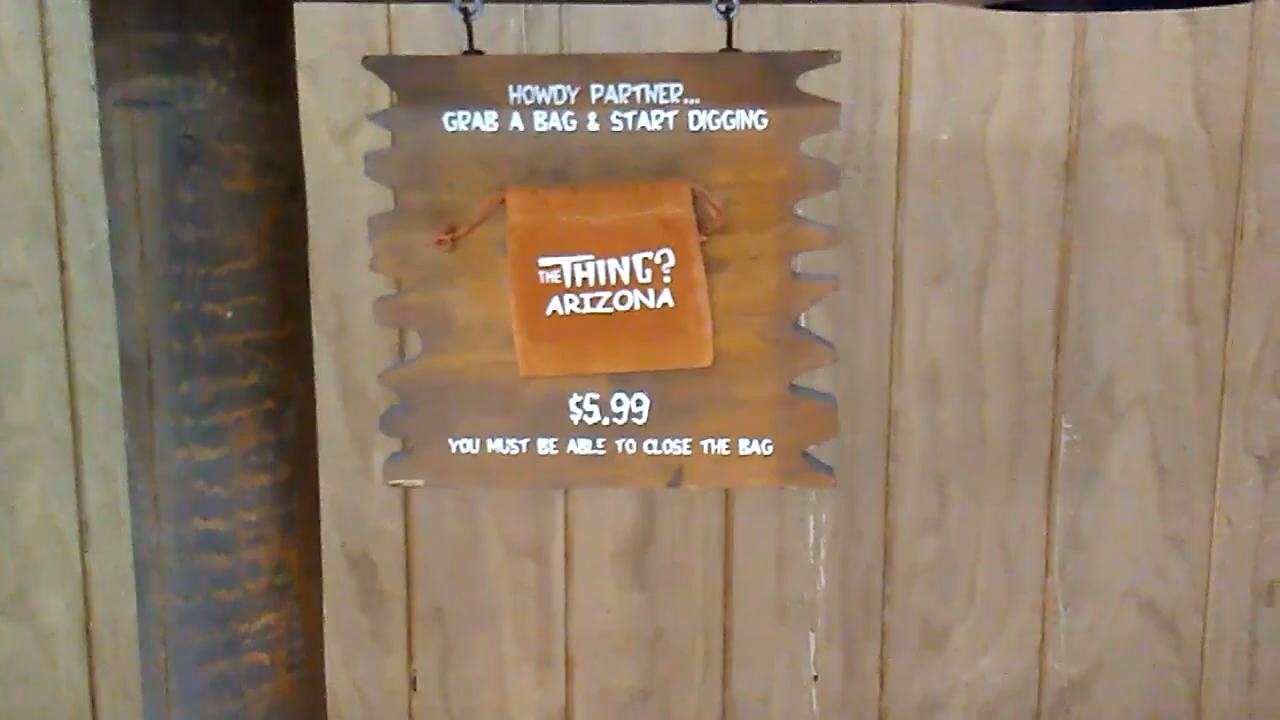 HOWDY PARTNER...
GRAB A BAG & START DIGGING
THE THING?
ARIZONA
$5.99
YOU MUST BE ABLE TO CLOSE THE BAG